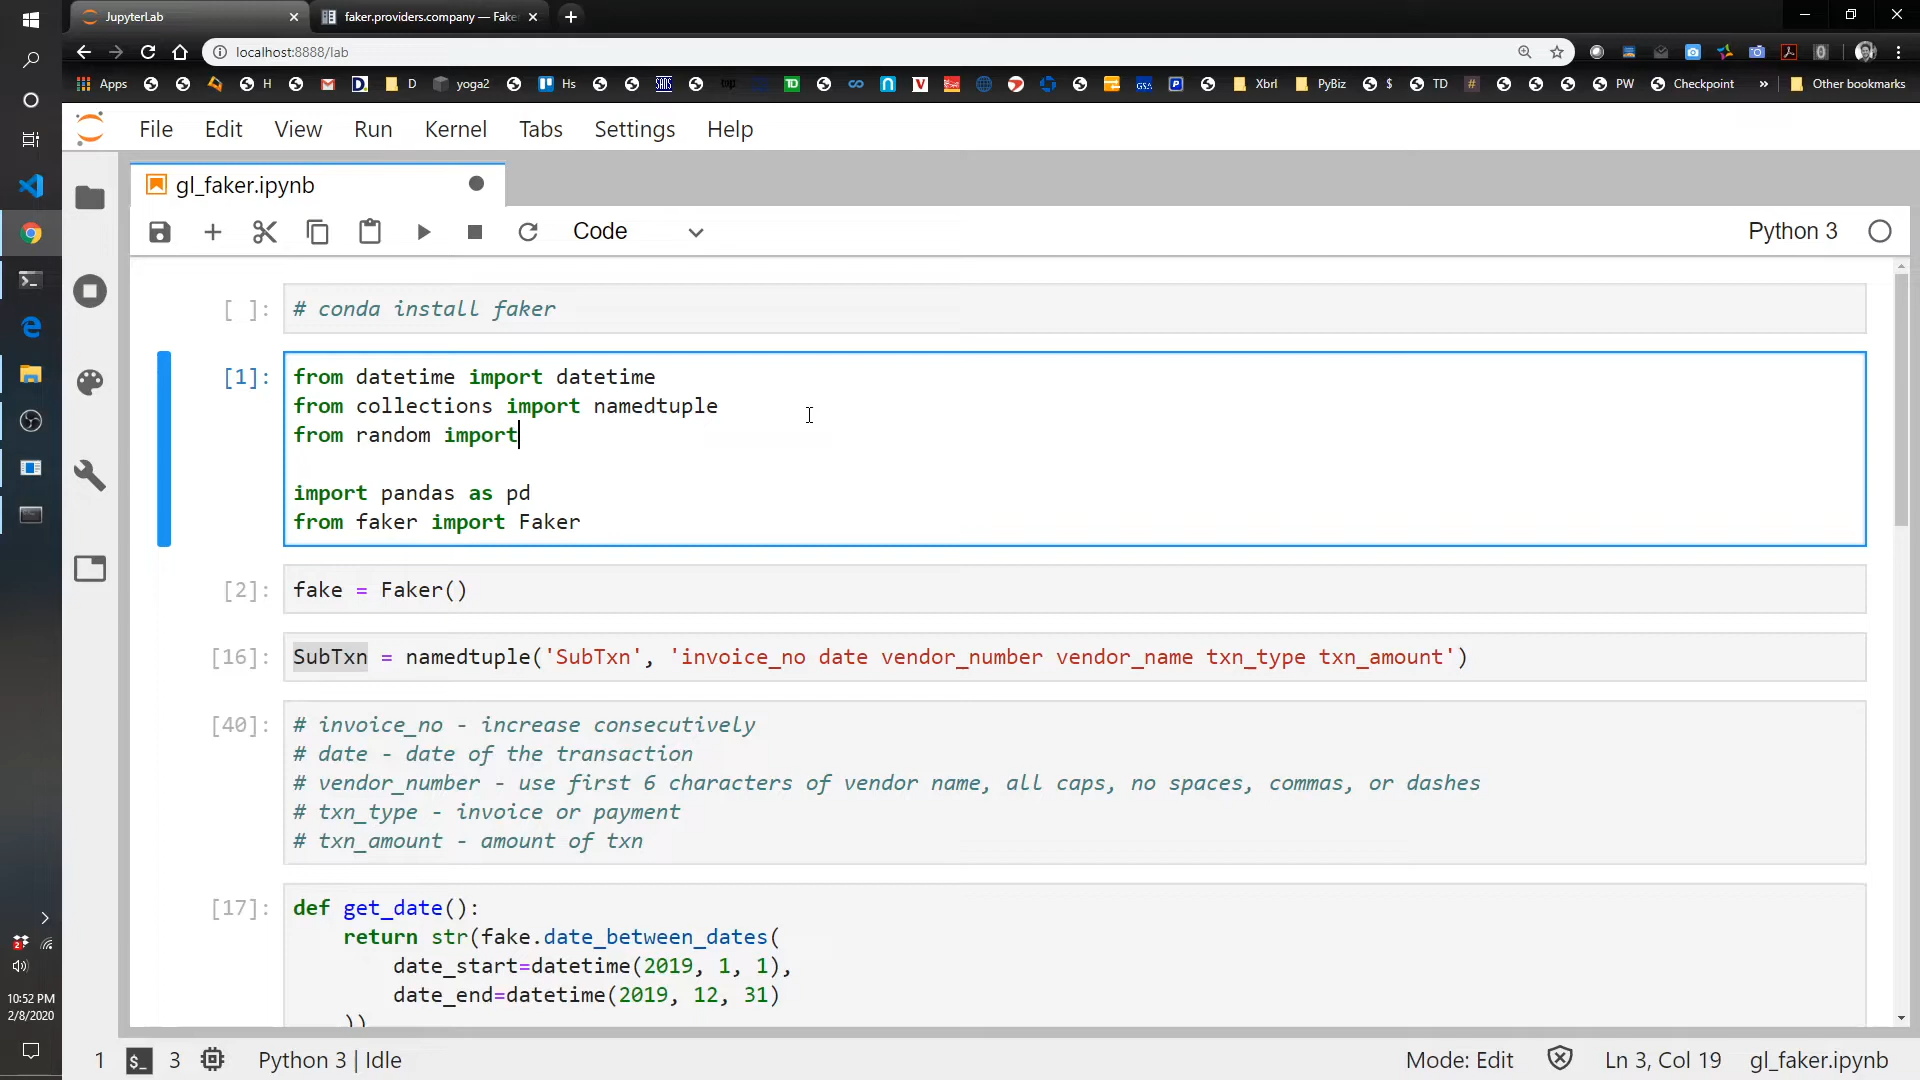 JupyterLab
faker.providers.company — Fake
localhost:8888/lab
Apps
H
D
yoga2
Hs
SANS
TD
GSA
Xbrl
PyBiz
$
TD
#
PW
Checkpoint
»
Other bookmarks
File Edit View Run Kernel Tabs Settings Help
gl_faker.ipynb
Code
Python 3
[ ]:
# conda install faker
[1]:
from datetime import datetime
from collections import namedtuple
from random import
import pandas as pd
from faker import Faker
[2]:
fake = Faker()
[16]:
SubTxn = namedtuple('SubTxn', 'invoice_no date vendor_number vendor_name txn_type txn_amount')
[40]:
# invoice_no - increase consecutively
# date - date of the transaction
# vendor_number - use first 6 characters of vendor name, all caps, no spaces, commas, or dashes
# txn_type - invoice or payment
# txn_amount - amount of txn
[17]:
def get_date():
return str(fake.date_between_dates(
date_start=datetime(2019, 1, 1),
date_end=datetime(2019, 12, 31)
))
10:52 PM
2/8/2020
1
$_
3
Python 3 | Idle
Mode: Edit
Ln 3, Col 19
gl_faker.ipynb